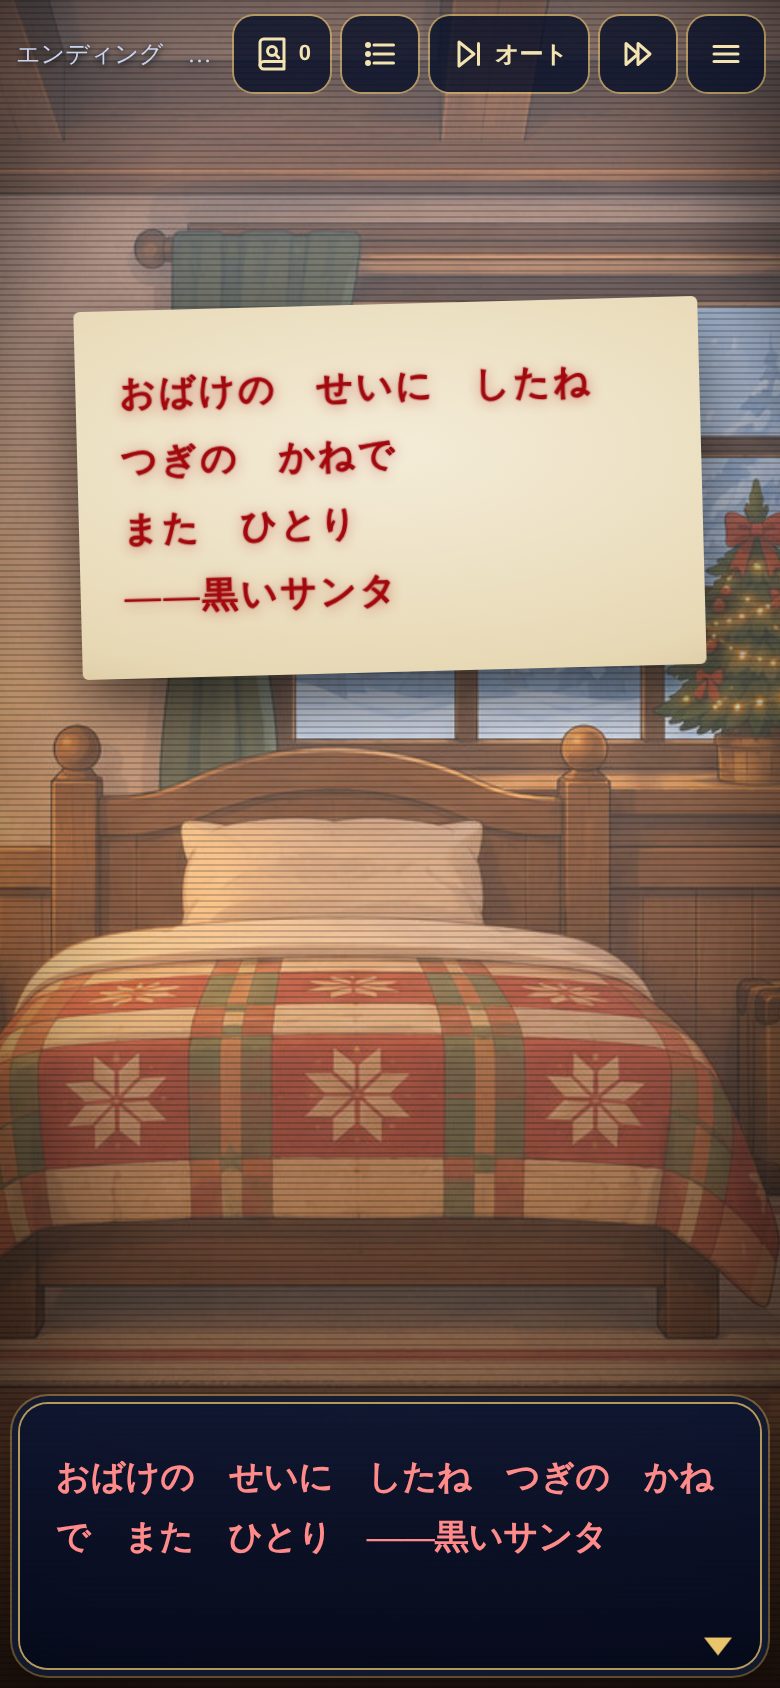 エンディング　…
0
オート
おばけの　せいに　したね
つぎの　かねで
また　ひとり
――黒いサンタ
おばけの　せいに　したね　つぎの　かね
で　また　ひとり　――黒いサンタ